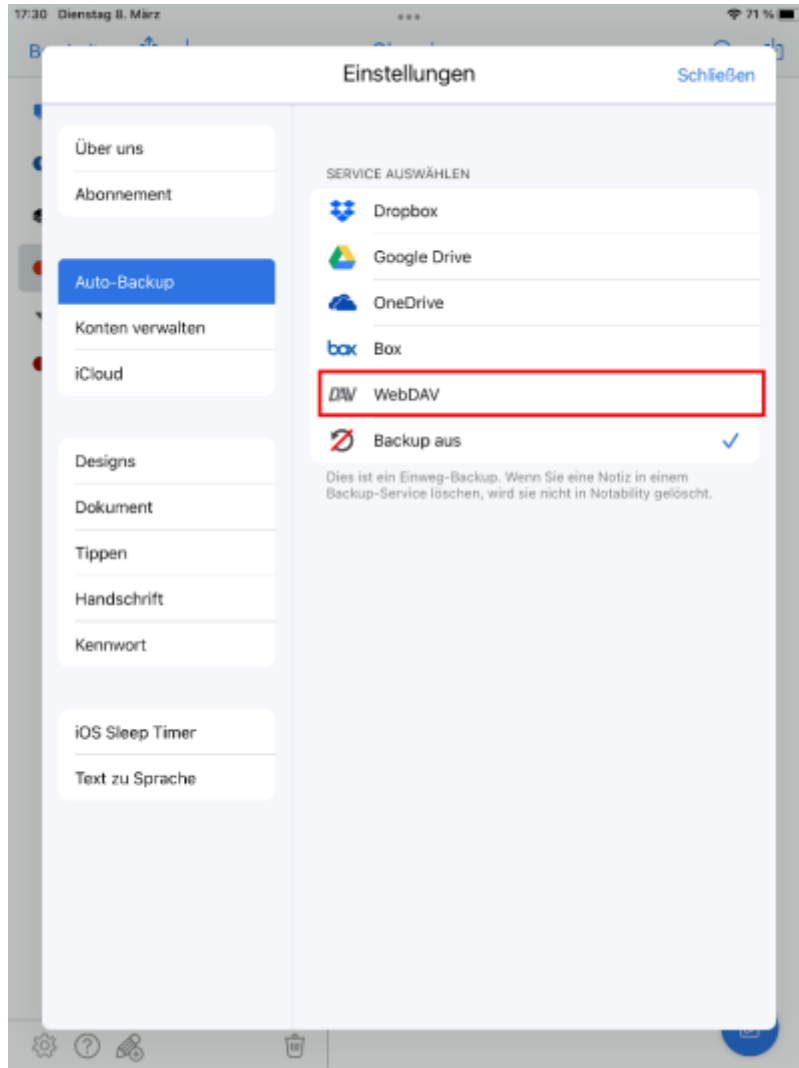 17:30 Dienstag 8. März
71 %
Einstellungen
Schließen
Über uns
Abonnement
Auto-Backup
Konten verwalten
iCloud
Designs
Dokument
Tippen
Handschrift
Kennwort
iOS Sleep Timer
Text zu Sprache
SERVICE AUSWÄHLEN
Dropbox
Google Drive
OneDrive
box Box
DAV WebDAV
Backup aus
Dies ist ein Einweg-Backup. Wenn Sie eine Notiz in einem
Backup-Service löschen, wird sie nicht in Notability gelöscht.